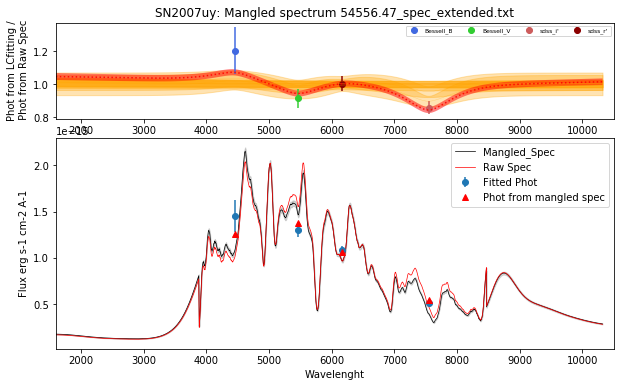 SN2007uy: Mangled spectrum 54556.47_spec_extended.txt
Phot from LCfitting /
Phot from Raw Spec
1.2
1.0
0.8
Bessell_B
Bessell_V
sdss_i'
sdss_r'
2000 3000 4000 5000 6000 7000 8000 9000 10000
Flux erg s-1 cm-2 A-1
2.0
1.5
1.0
0.5
Mangled_Spec
Raw Spec
Fitted Phot
Phot from mangled spec
2000 3000 4000 5000 6000 7000 8000 9000 10000
Wavelenght